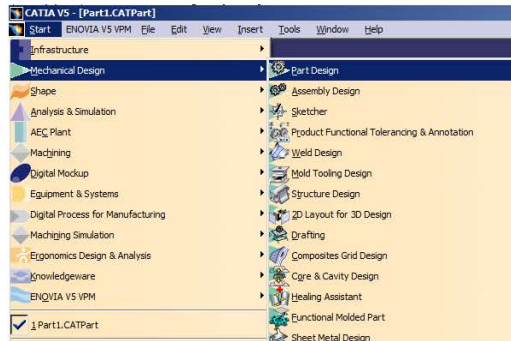 CATIA V5 - [Part1.CATPart]
Start ENOVIA V5 VPM File Edit View Insert Tools Window Help
Infrastructure
Mechanical Design
Shape
Analysis & Simulation
AEC Plant
Machining
Digital Mockup
Equipment & Systems
Digital Process for Manufacturing
Machining Simulation
Ergonomics Design & Analysis
Knowledgeware
ENOVIA V5 VPM
1 Part1.CATPart
Part Design
Assembly Design
Sketcher
Product Functional Tolerancing & Annotation
Weld Design
Mold Tooling Design
Structure Design
2D Layout for 3D Design
Drafting
Composites Grid Design
Core & Cavity Design
Healing Assistant
Functional Molded Part
Sheet Metal Design